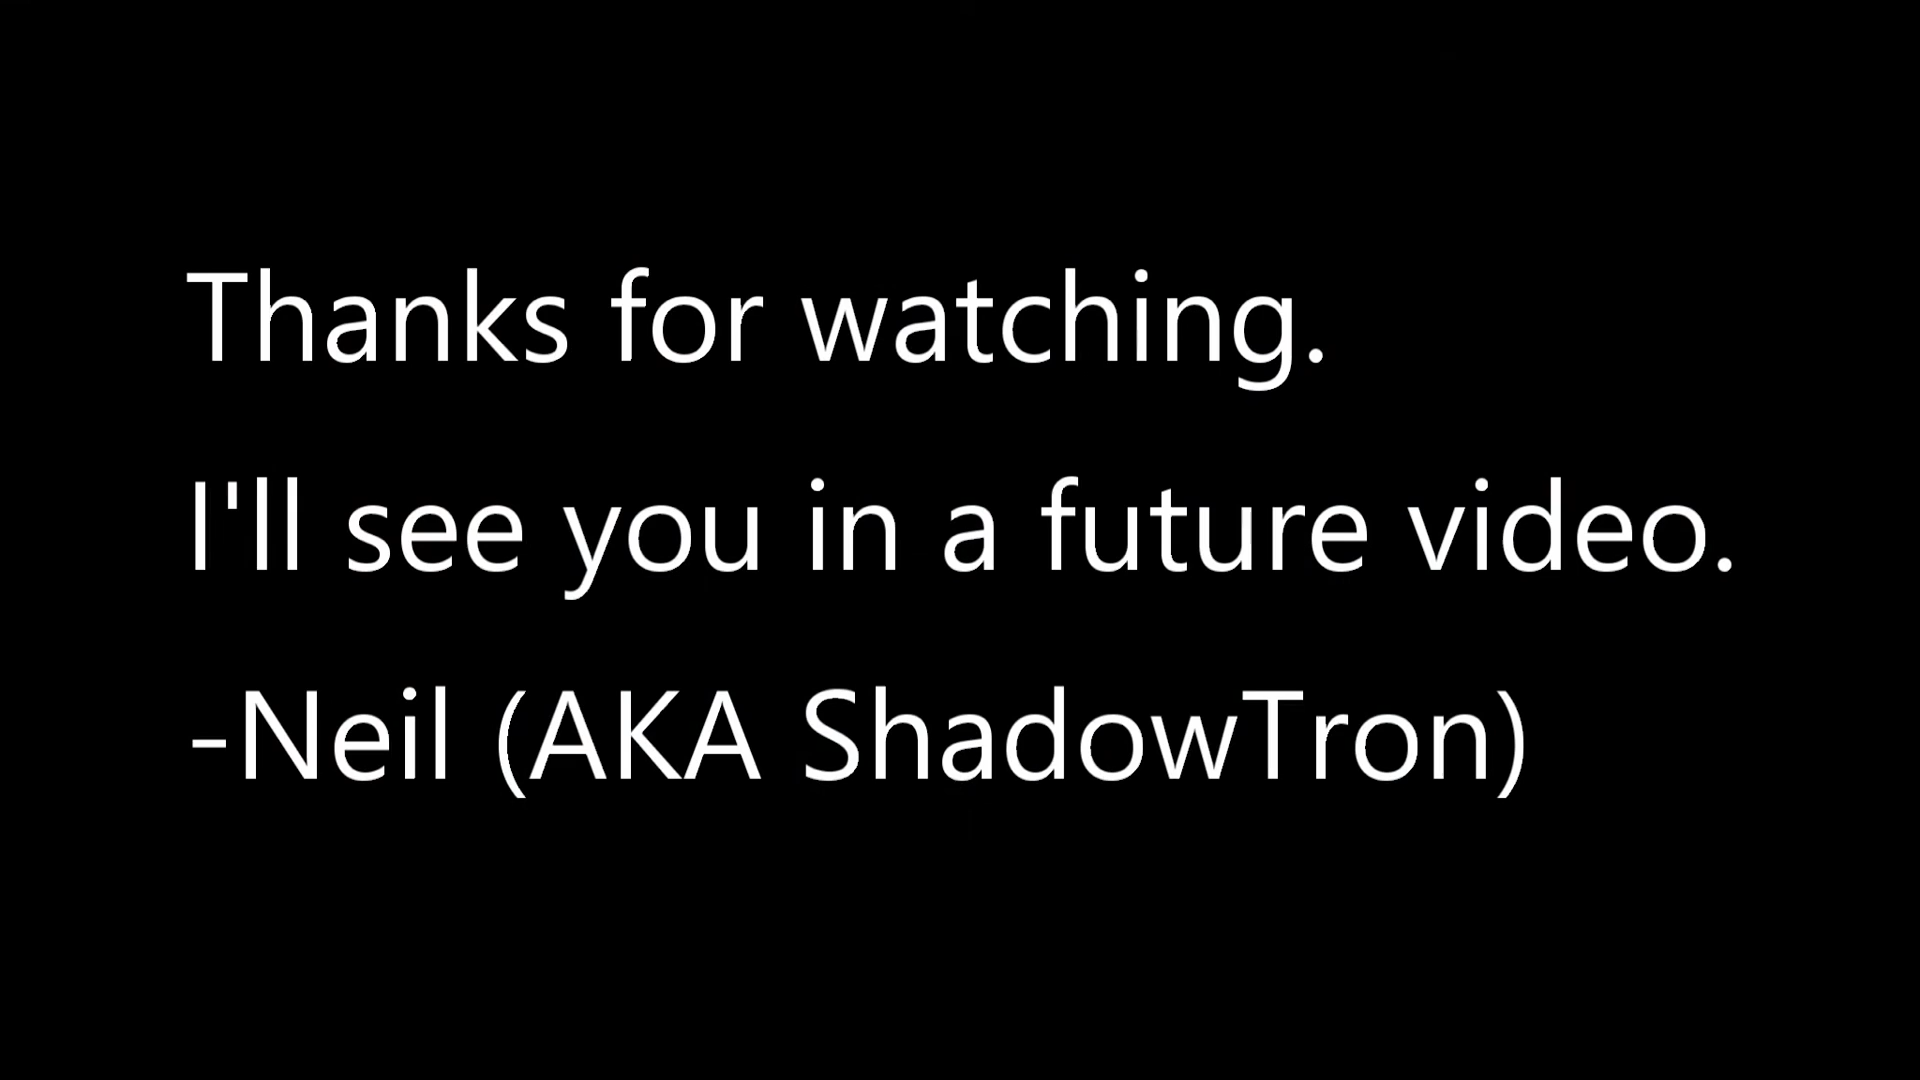 Thanks for watching.
I'll see you in a future video.
-Neil (AKA ShadowTron)